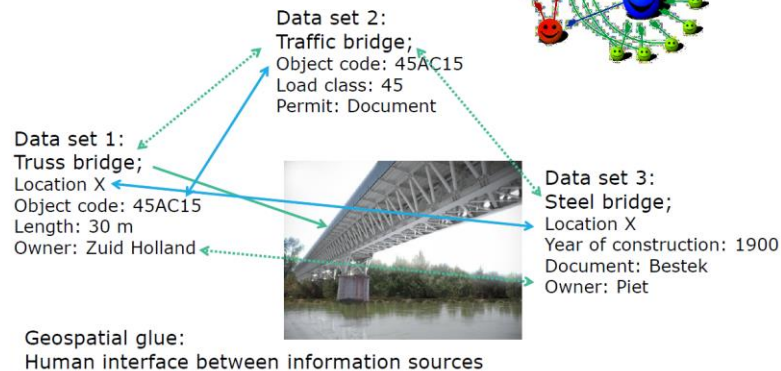 Data set 2:
Traffic bridge;
Object code: 45AC15
Load class: 45
Permit: Document
Data set 1:
Truss bridge;
Location X
Object code: 45AC15
Length: 30 m
Owner: Zuid Holland
Data set 3:
Steel bridge;
Location X
Year of construction: 1900
Document: Bestek
Owner: Piet
Geospatial glue:
Human interface between information sources